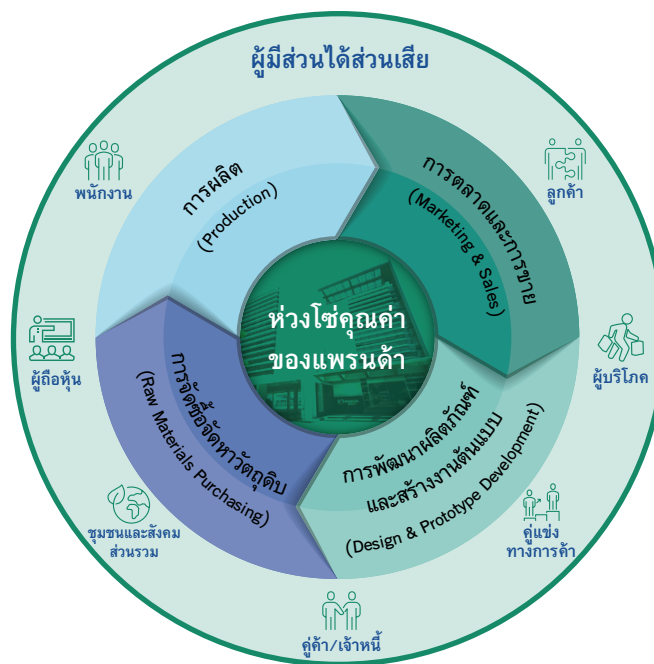 ผู้มีส่วนได้ส่วนเสีย
พนักงาน
ลูกค้า
ผู้ถือหุ้น
ผู้บริโภค
ชุมชนและสังคม
ส่วนรวม
คู่แข่ง
ทางการค้า
คู่ค้า/เจ้าหนี้
การผลิต
(Production)
การตลาดและการขาย
(Marketing & Sales)
ห่วงโซ่คุณค่า
ของแพรนด้า
การจัดซื้อจัดหาวัตถุดิบ
(Raw Materials Purchasing)
การพัฒนาผลิตภัณฑ์
และสร้างงานต้นแบบ
(Design & Prototype Development)